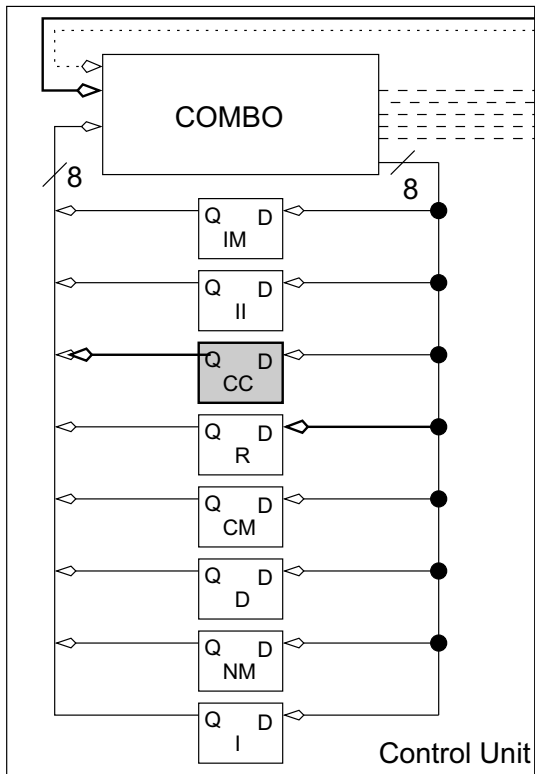 COMBO
8
8
Q D
IM
Q D
II
Q D
CC
Q D
R
Q D
CM
Q D
D
Q D
NM
Q D
I
Control Unit